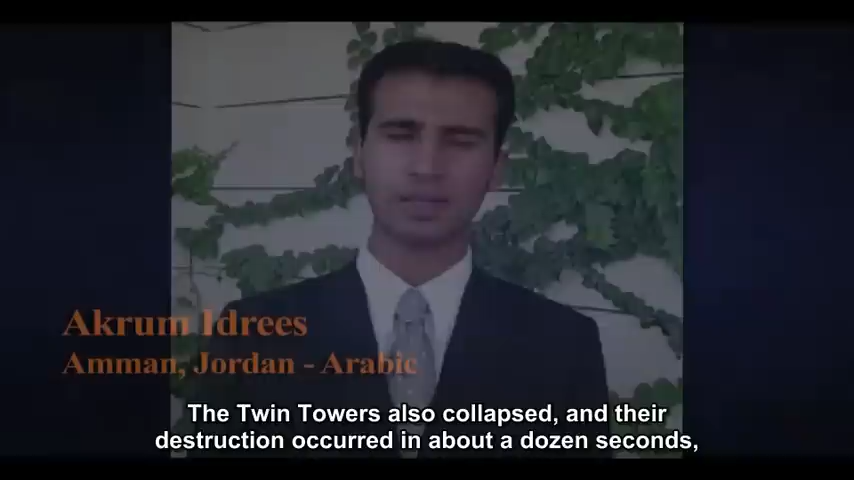 Akrum Idrees
Amman, Jordan - Arabic
The Twin Towers also collapsed, and their
destruction occurred in about a dozen seconds,